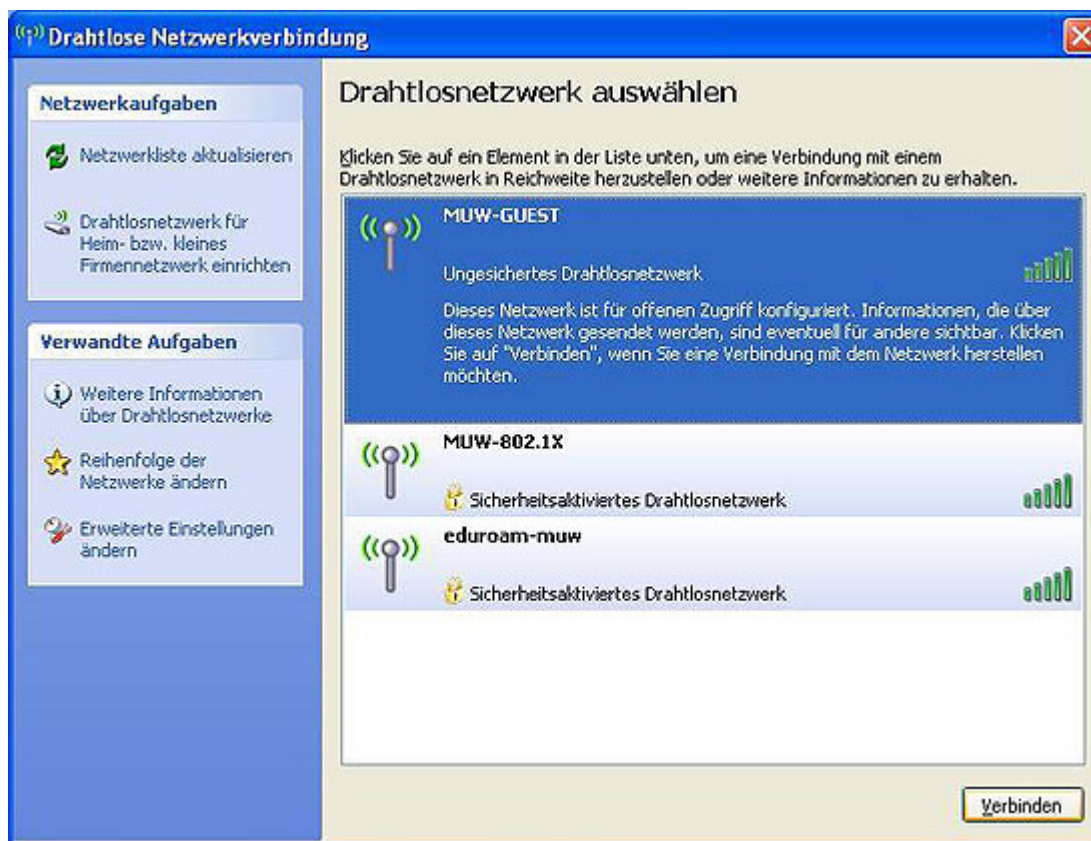 Drahtlose Netzwerkverbindung
Netzwerkaufgaben
Netzwerkliste aktualisieren
Drahtlosnetzwerk für
Heim- bzw. kleines
Firmennetzwerk einrichten
Verwandte Aufgaben
Weitere Informationen
über Drahtlosnetzwerke
Reihenfolge der
Netzwerke ändern
Erweiterte Einstellungen
ändern
Drahtlosnetzwerk auswählen
Klicken Sie auf ein Element in der Liste unten, um eine Verbindung mit einem
Drahtlosnetzwerk in Reichweite herzustellen oder weitere Informationen zu erhalten.
MUW-GUEST
Ungesichertes Drahtlosnetzwerk
Dieses Netzwerk ist für offenen Zugriff konfiguriert. Informationen, die über
dieses Netzwerk gesendet werden, sind eventuell für andere sichtbar. Klicken
Sie auf "Verbinden", wenn Sie eine Verbindung mit dem Netzwerk herstellen
möchten.
MUW-802.1X
Sicherheitsaktiviertes Drahtlosnetzwerk
eduroam-muw
Sicherheitsaktiviertes Drahtlosnetzwerk
Verbinden